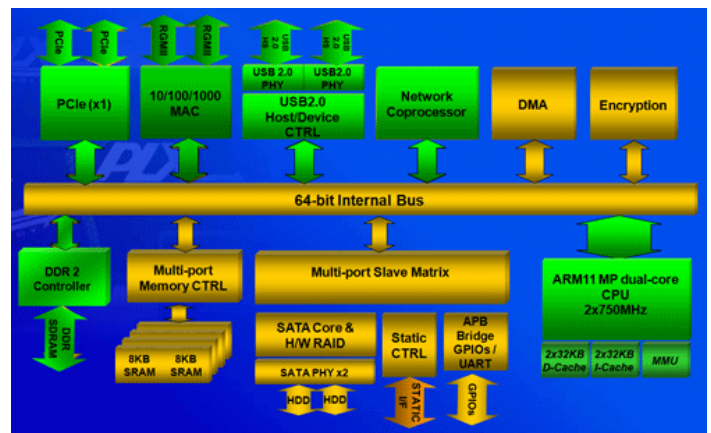 PCIe
PCIe
RGMII
RGMII
USB
2.0
HS
USB
2.0
HS
PCIe (x1)
10/100/1000
MAC
USB 2.0
PHY
USB2.0
PHY
USB2.0
Host/Device
CTRL
Network
Coprocessor
DMA
Encryption
PLX
64-bit Internal Bus
DDR 2
Controller
Multi-port
Memory CTRL
Multi-port Slave Matrix
ARM11 MP dual-core
CPU
2x750MHz
DDR
SDRAM
8KB
SRAM
8KB
SRAM
SATA Core &
H/W RAID
SATA PHY x2
HDD
HDD
Static
CTRL
STATIC
I/F
APB
Bridge
GPIOs /
UART
GPIOs
2x32KB
D-Cache
2x32KB
I-Cache
MMU